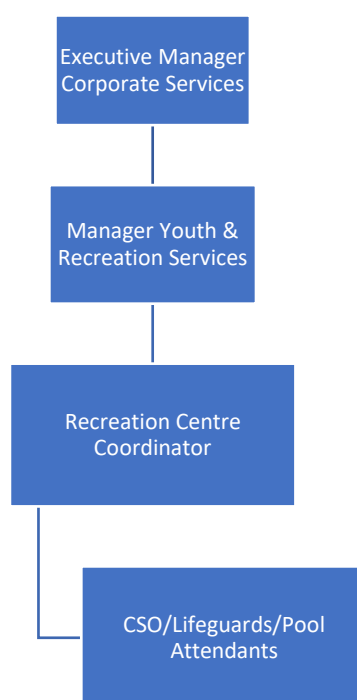 Executive Manager
Corporate Services
Manager Youth &
Recreation Services
Recreation Centre
Coordinator
CSO/Lifeguards/Pool
Attendants